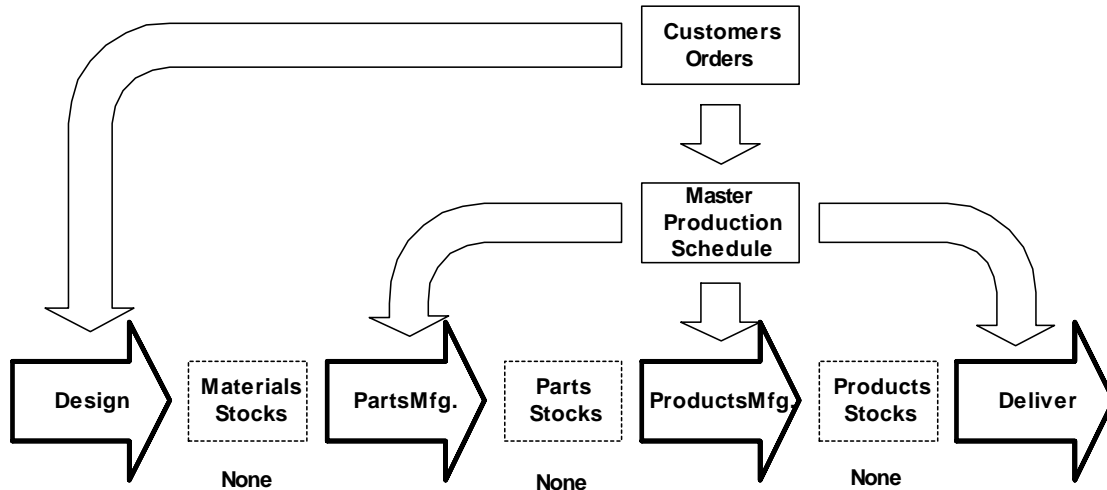 Customers
Orders
Master
Production
Schedule
Design
Materials
Stocks
PartsMfg.
Parts
Stocks
ProductsMfg.
Products
Stocks
Deliver
None
None
None